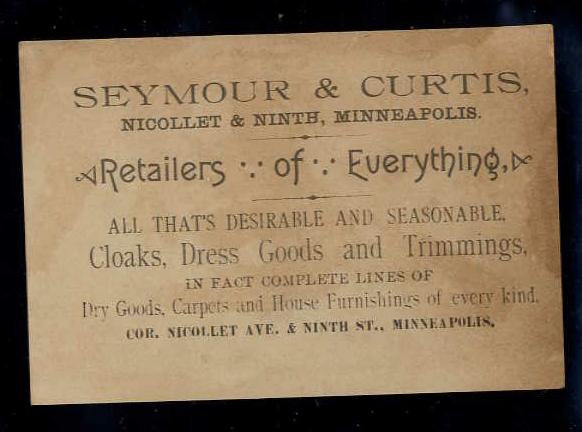 SEYMOUR & CURTIS,
NICOLLET & NINTH, MINNEAPOLIS.
Retailers ∵ of ∵ Everything,
ALL THAT'S DESIRABLE AND SEASONABLE,
Cloaks, Dress Goods and Trimmings,
IN FACT COMPLETE LINES OF
Dry Goods, Carpets and House Furnishings of every kind.
COR. NICOLLET AVE. & NINTH ST., MINNEAPOLIS.